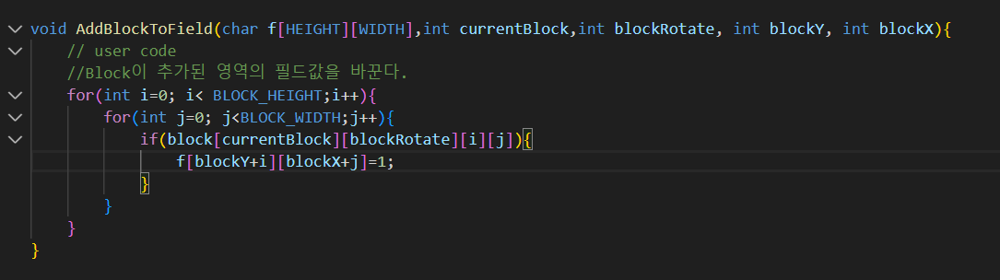 void AddBlockToField(char f[HEIGHT][WIDTH],int currentBlock,int blockRotate, int blockY, int blockX){
    // user code
    //Block이 추가된 영역의 필드값을 바꾼다.
    for(int i=0; i< BLOCK_HEIGHT;i++){
        for(int j=0; j<BLOCK_WIDTH;j++){
            if(block[currentBlock][blockRotate][i][j]){
                f[blockY+i][blockX+j]=1;
            }
        }
    }
}